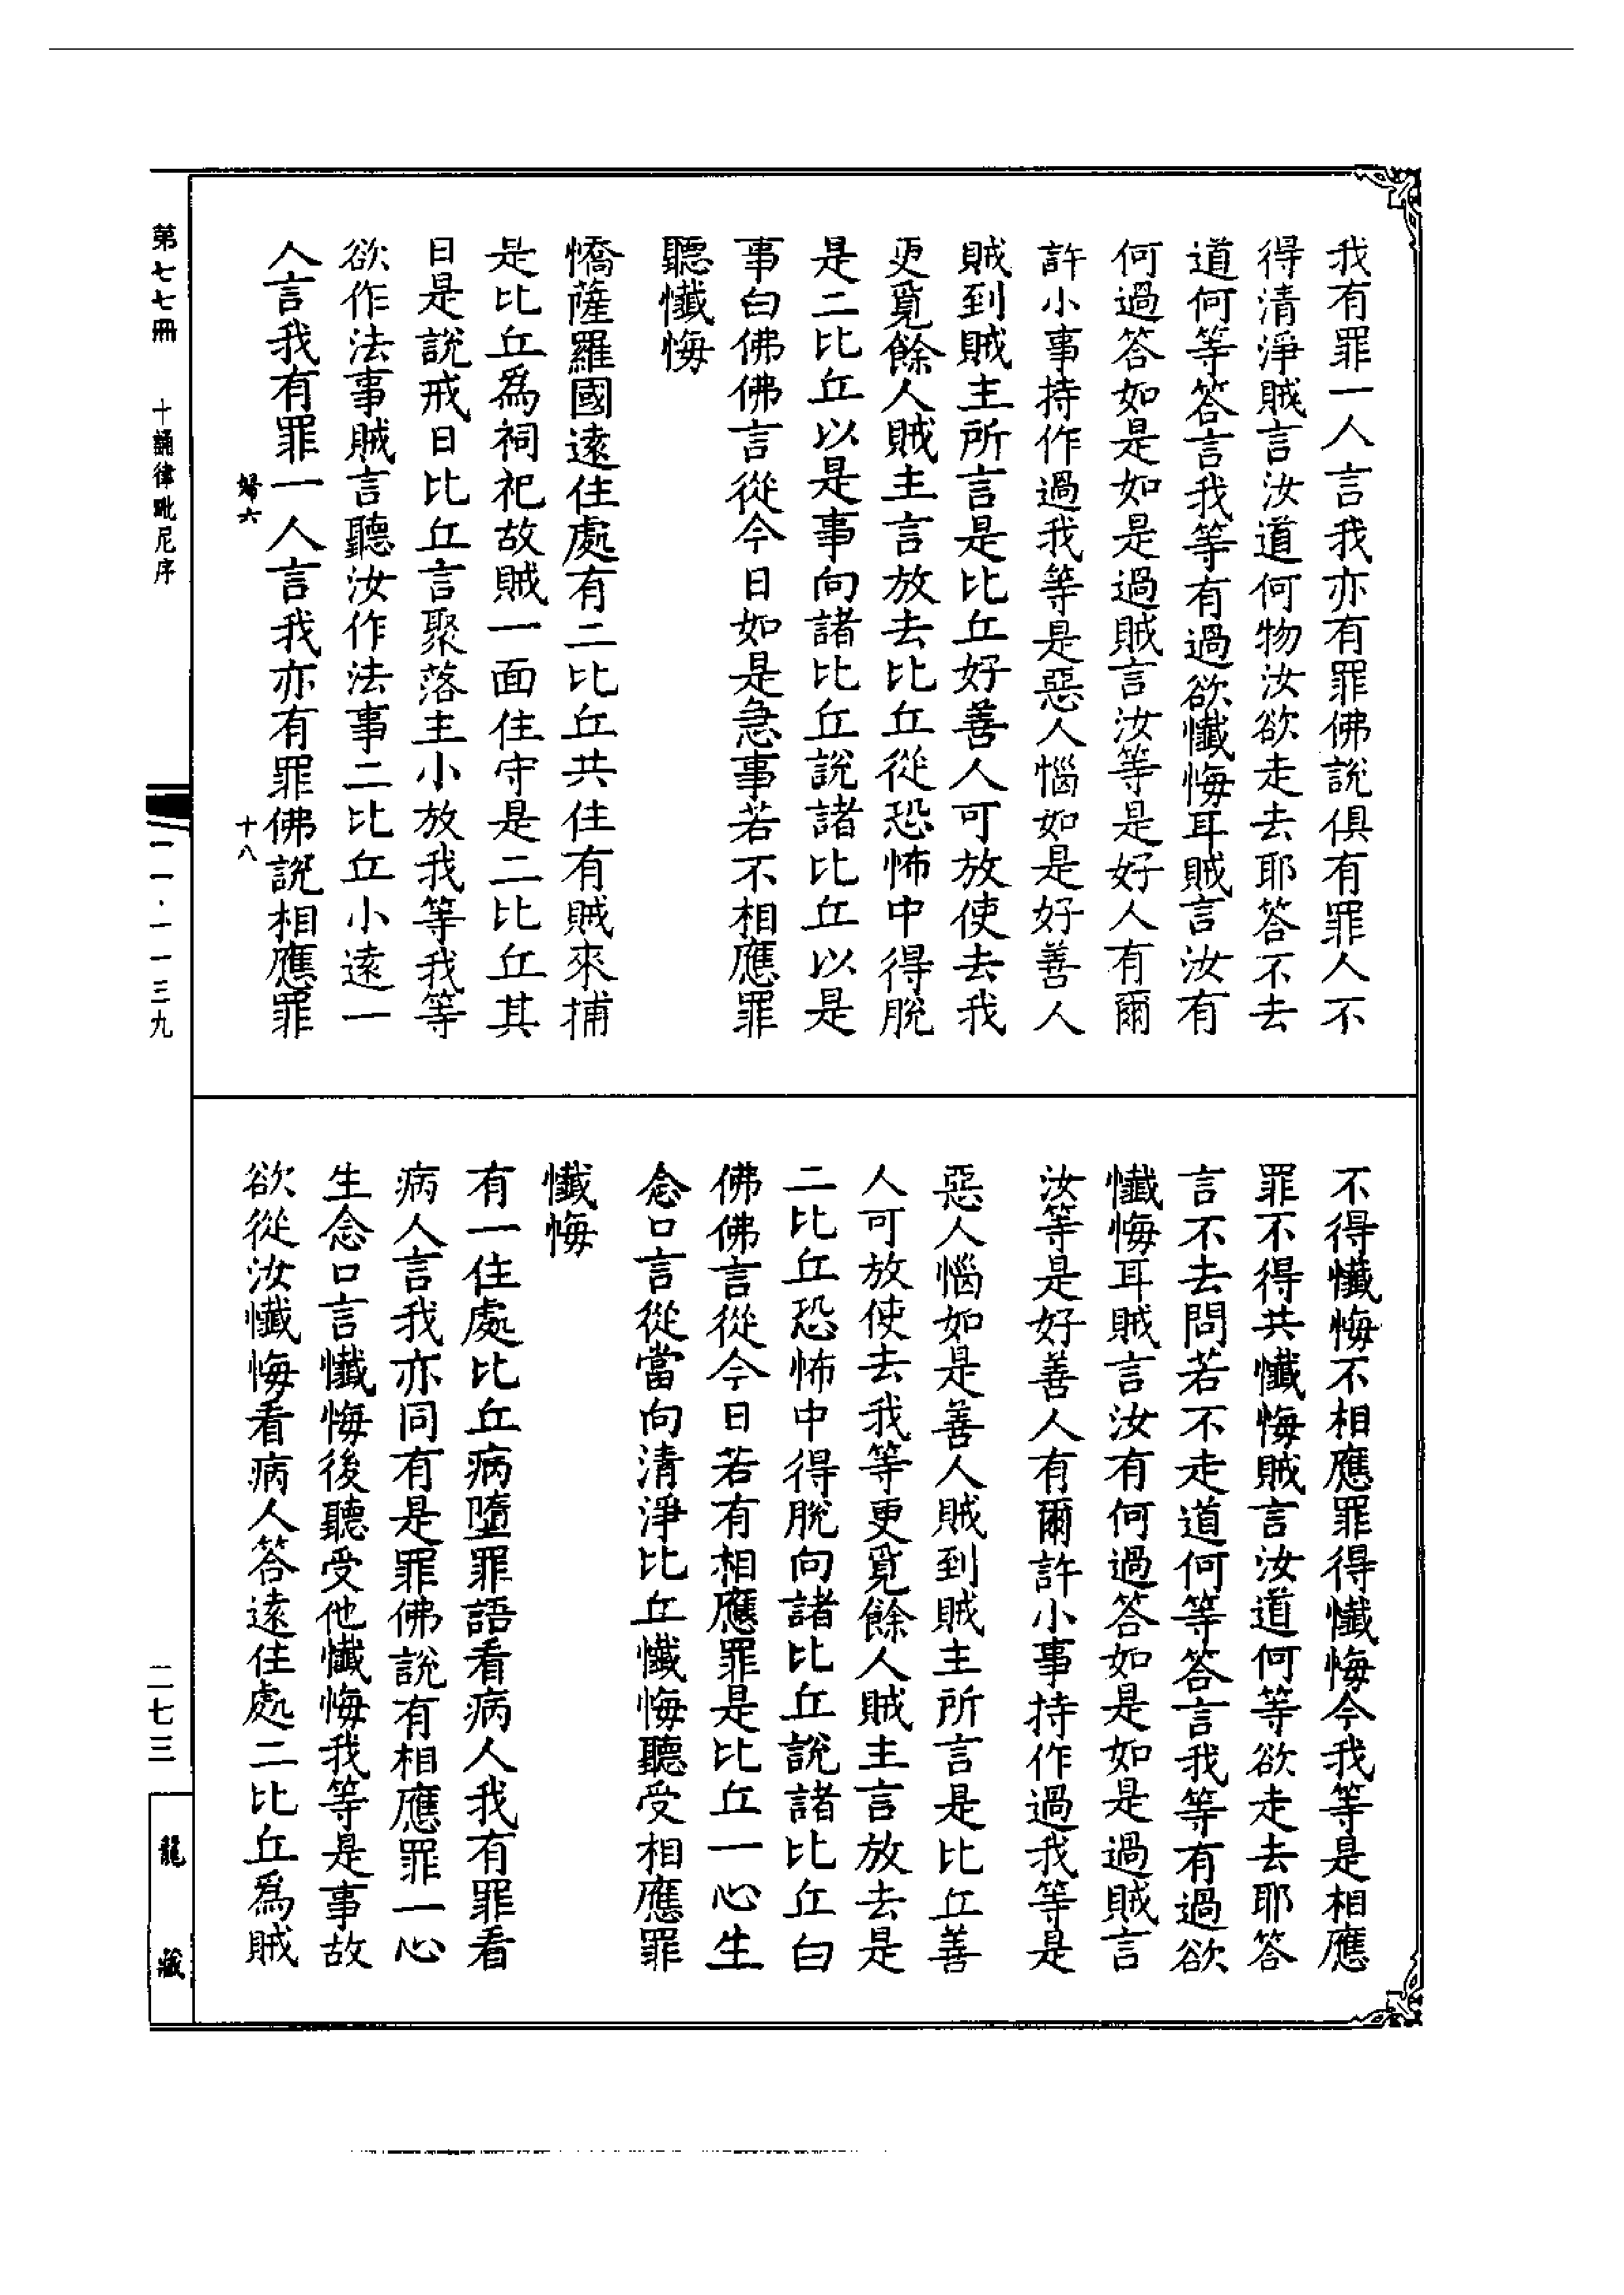 我有罪一人言我亦有罪佛說俱有罪人不
得清淨賊言汝道何物汝欲走去耶答不去
道何等答言我等有過欲懺悔耳賊言汝有
何過答如是如是過賊言汝等是好人有爾
許小事持作過我等是惡人惱如是好善人
賊到賊主所言是比丘好善人可放使去我
更覓餘人賊主言放去比丘從恐怖中得脫
是二比丘以是事向諸比丘說諸比丘以是
事白佛佛言從今日如是急事若不相應罪
聽懺悔
憍薩羅國遠住處有二比丘共住有賊來捕
是比丘為祠祀故賊一面住守是二比丘其
日是說戒日比丘言聚落主小放我等我等
欲作法事賊言聽汝作法事二比丘小遠一
人言我有罪一人言我亦有罪佛說相應罪
婦六 十八
不得懺悔不相應罪得懺悔今我等是相應
罪不得共懺悔賊言汝道何等欲走去耶答
言不去問若不走道何等答言我等有過欲
懺悔耳賊言汝有何過答如是如是過賊言
汝等是好善人有爾許小事持作過我等是
惡人惱如是善人賊到賊主所言是比丘善
人可放使去我等更覓餘人賊主言放去是
二比丘恐怖中得脫向諸比丘說諸比丘白
佛佛言從今日若有相應罪是比丘一心生
念口言從當向清淨比丘懺悔聽受相應罪
懺悔
有一住處比丘病墮罪語看病人我有罪看
病人言我亦同有是罪佛說有相應罪一心
生念口言懺悔後聽受他懺悔我等是事故
欲從汝懺悔看病人答遠住處二比丘為賊
第七七冊 十誦律毗尼序 一一·一一三九 二七三 龍藏